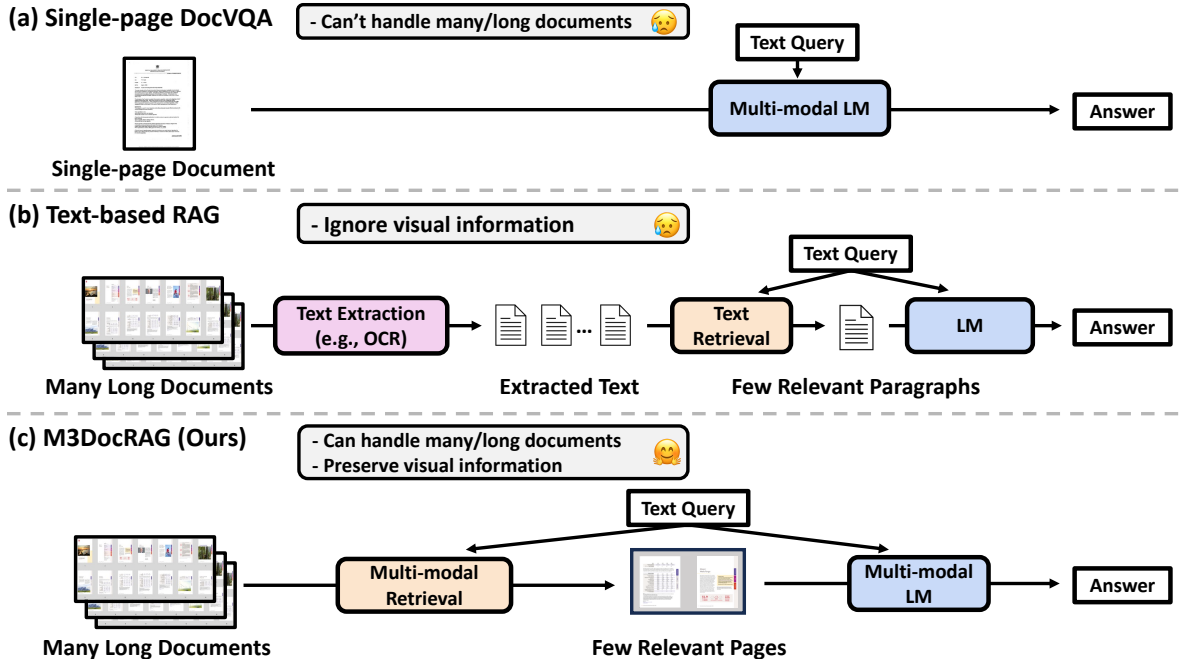 (a) Single-page DocVQA
- Can't handle many/long documents
Text Query
Multi-modal LM
Answer
Single-page Document
(b) Text-based RAG
- Ignore visual information
Text Query
Text Extraction
(e.g., OCR)
...
Text
Retrieval
LM
Answer
Many Long Documents
Extracted Text
Few Relevant Paragraphs
(c) M3DocRAG (Ours)
- Can handle many/long documents
- Preserve visual information
Text Query
Multi-modal
Retrieval
Multi-modal
LM
Answer
Many Long Documents
Few Relevant Pages